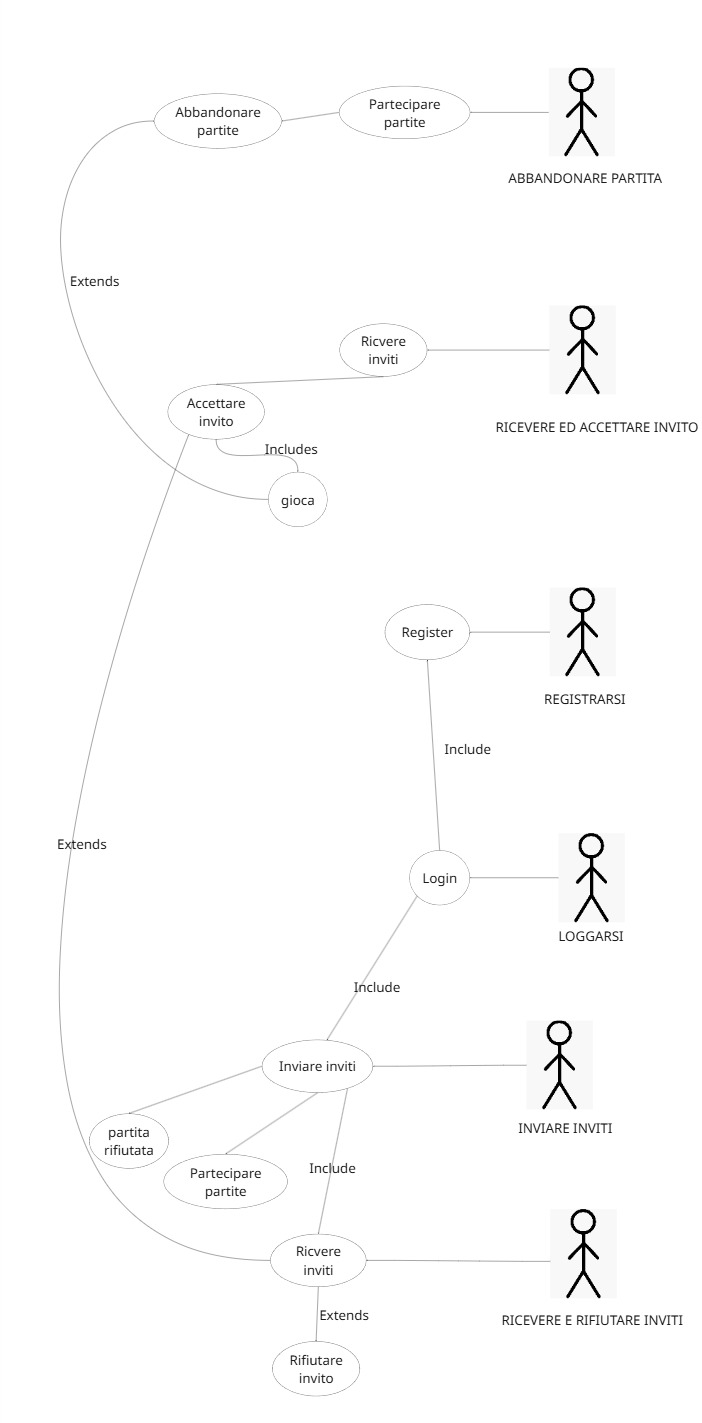 Abbandonare
partite
Partecipare
partite
ABBANDONARE PARTITA
Extends
Ricvere
inviti
Accettare
invito
RICEVERE ED ACCETTARE INVITO
Includes
gioca
Register
REGISTRARSI
Include
Extends
Login
LOGGARSI
Include
Inviare inviti
INVIARE INVITI
partita
rifiutata
Partecipare
partite
Include
Ricvere
inviti
RICEVERE E RIFIUTARE INVITI
Extends
Rifiutare
invito